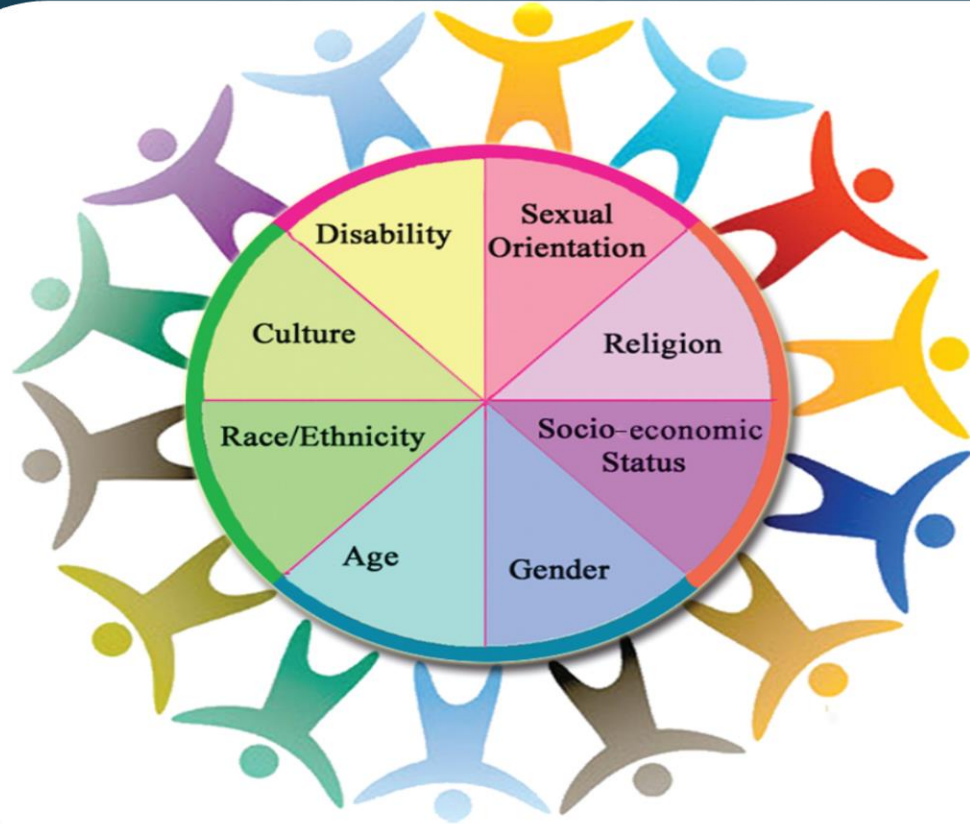 Disability
Sexual
Orientation
Culture
Religion
Race/Ethnicity
Socio-economic
Status
Age
Gender